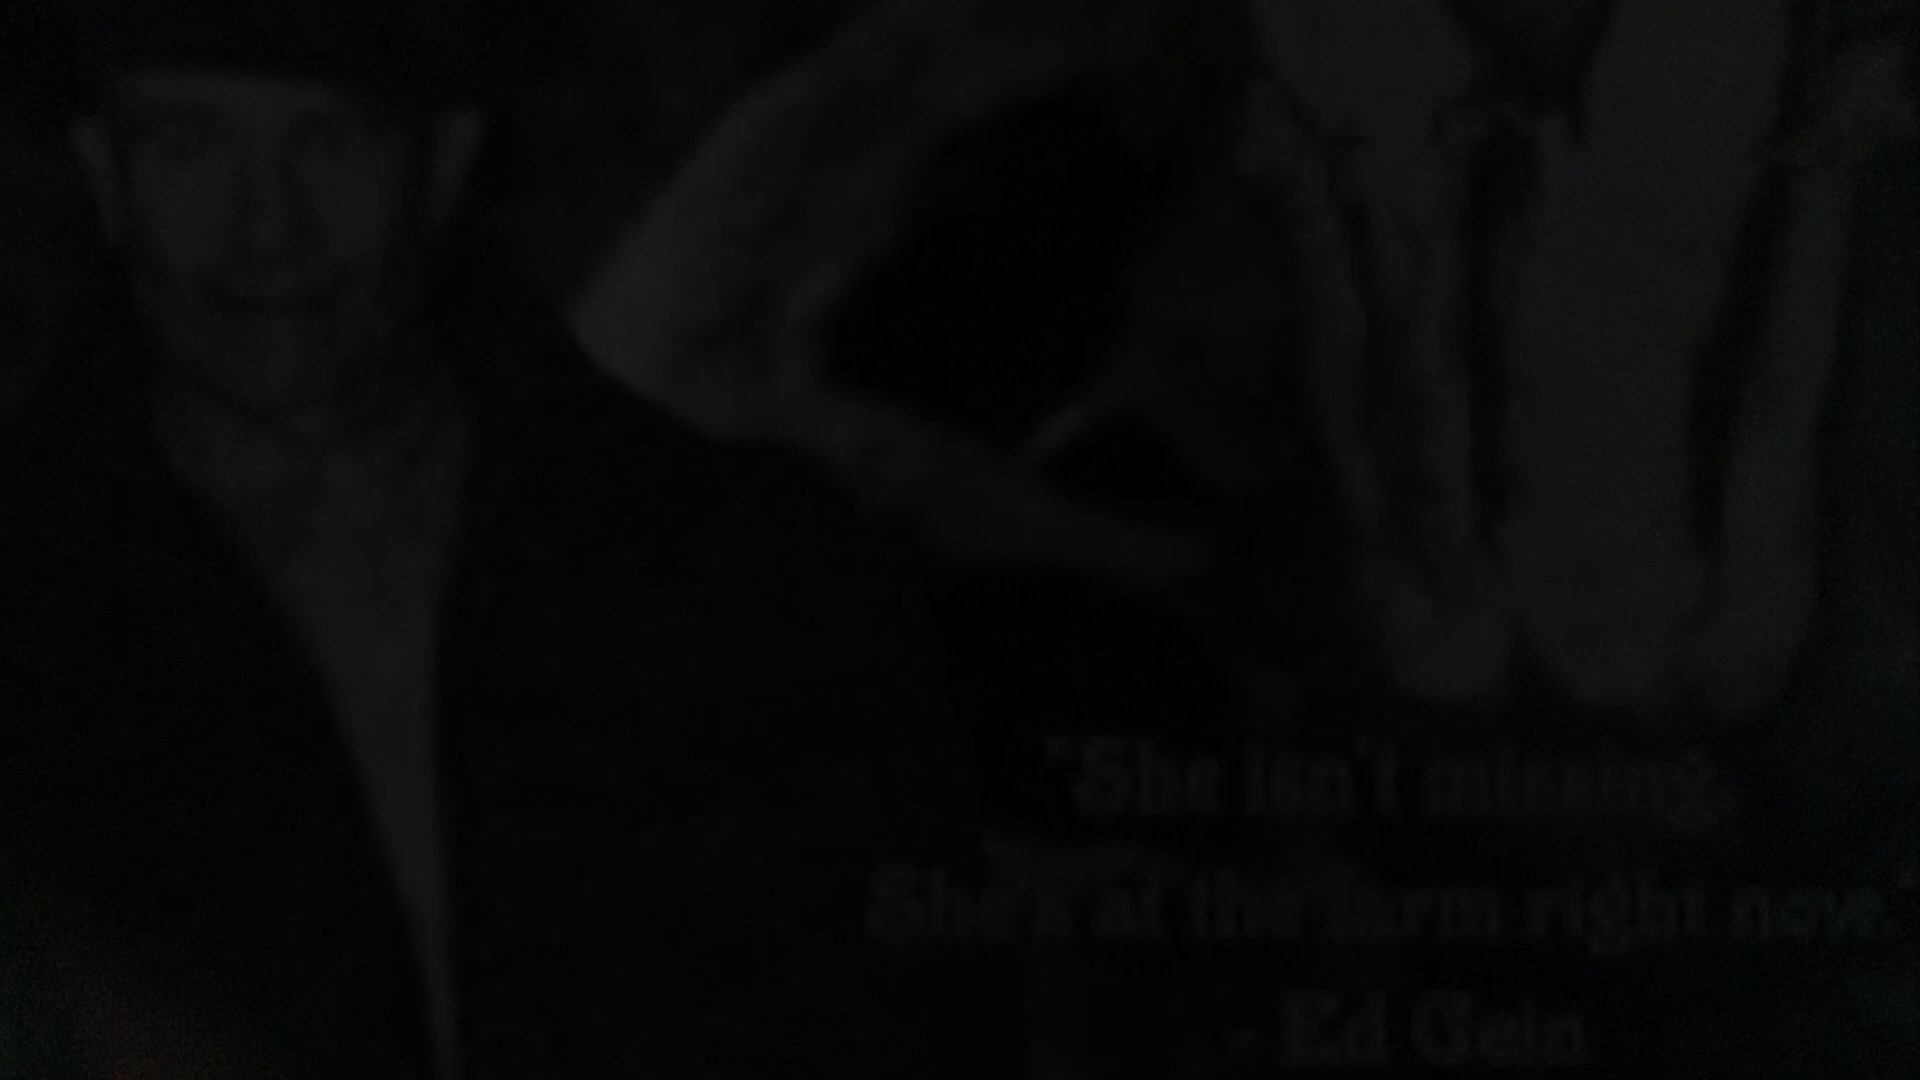 "She isn't missing.
She's at the farm right now."
- Ed Gein